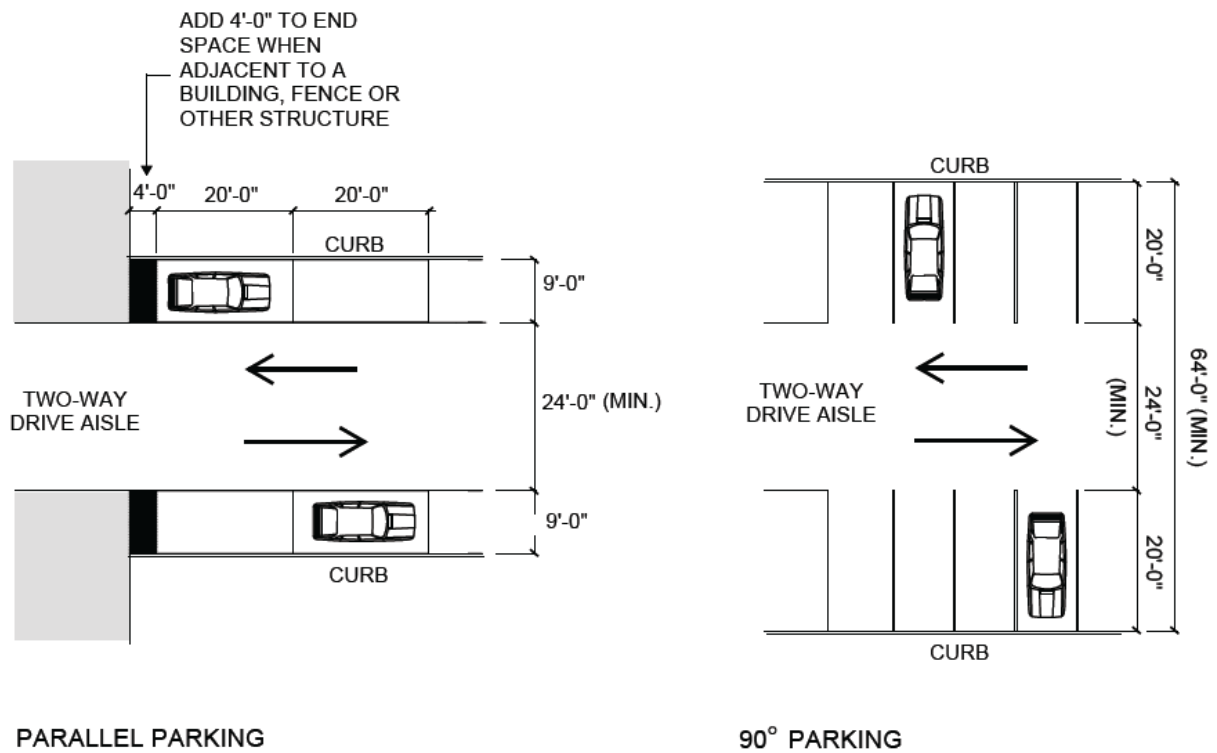 ADD 4'-0" TO END
SPACE WHEN
ADJACENT TO A
BUILDING, FENCE OR
OTHER STRUCTURE
4'-0"
20'-0"
20'-0"
CURB
9'-0"
TWO-WAY
DRIVE AISLE
24'-0" (MIN.)
9'-0"
CURB
PARALLEL PARKING
CURB
20'-0"
TWO-WAY
DRIVE AISLE
24'-0"
(MIN.)
64'-0" (MIN.)
20'-0"
CURB
90° PARKING